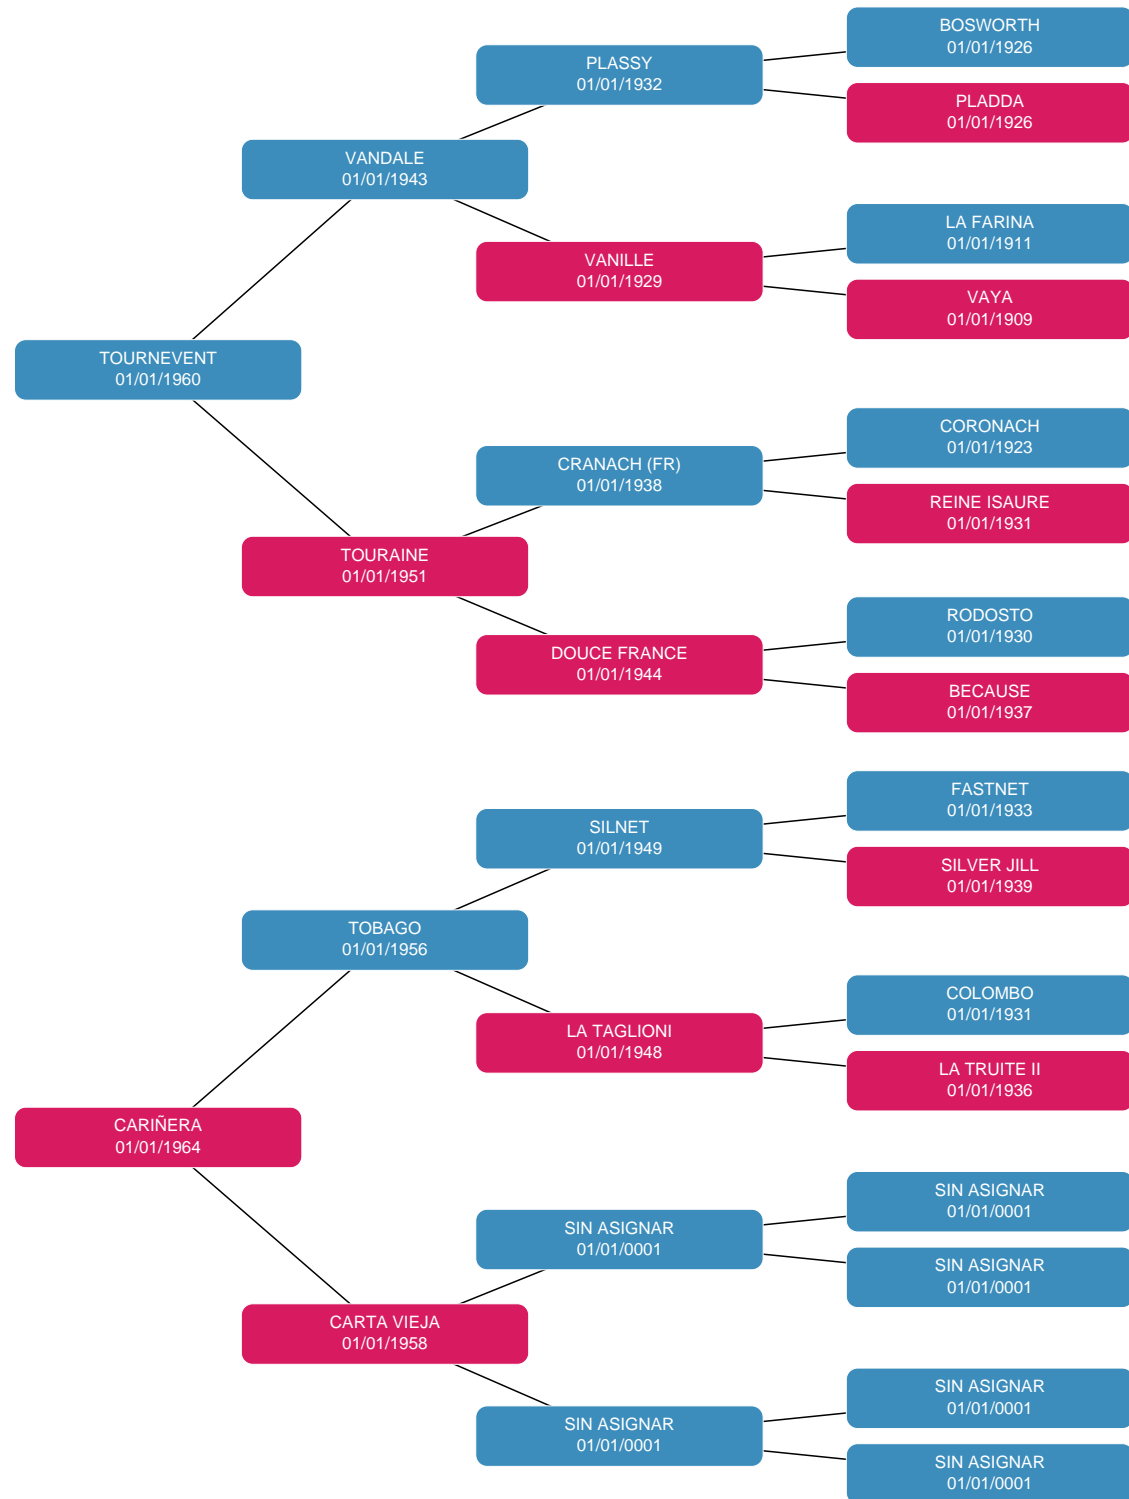 BOSWORTH
01/01/1926
PLASSY
01/01/1932
PLADDA
01/01/1926
VANDALE
01/01/1943
LA FARINA
01/01/1911
VANILLE
01/01/1929
VAYA
01/01/1909
TOURNEVENT
01/01/1960
CORONACH
01/01/1923
CRANACH (FR)
01/01/1938
REINE ISAURE
01/01/1931
TOURAINE
01/01/1951
RODOSTO
01/01/1930
DOUCE FRANCE
01/01/1944
BECAUSE
01/01/1937
FASTNET
01/01/1933
SILNET
01/01/1949
SILVER JILL
01/01/1939
TOBAGO
01/01/1956
COLOMBO
01/01/1931
LA TAGLIONI
01/01/1948
LA TRUITE II
01/01/1936
CARIÑERA
01/01/1964
SIN ASIGNAR
01/01/0001
SIN ASIGNAR
01/01/0001
SIN ASIGNAR
01/01/0001
CARTA VIEJA
01/01/1958
SIN ASIGNAR
01/01/0001
SIN ASIGNAR
01/01/0001
SIN ASIGNAR
01/01/0001